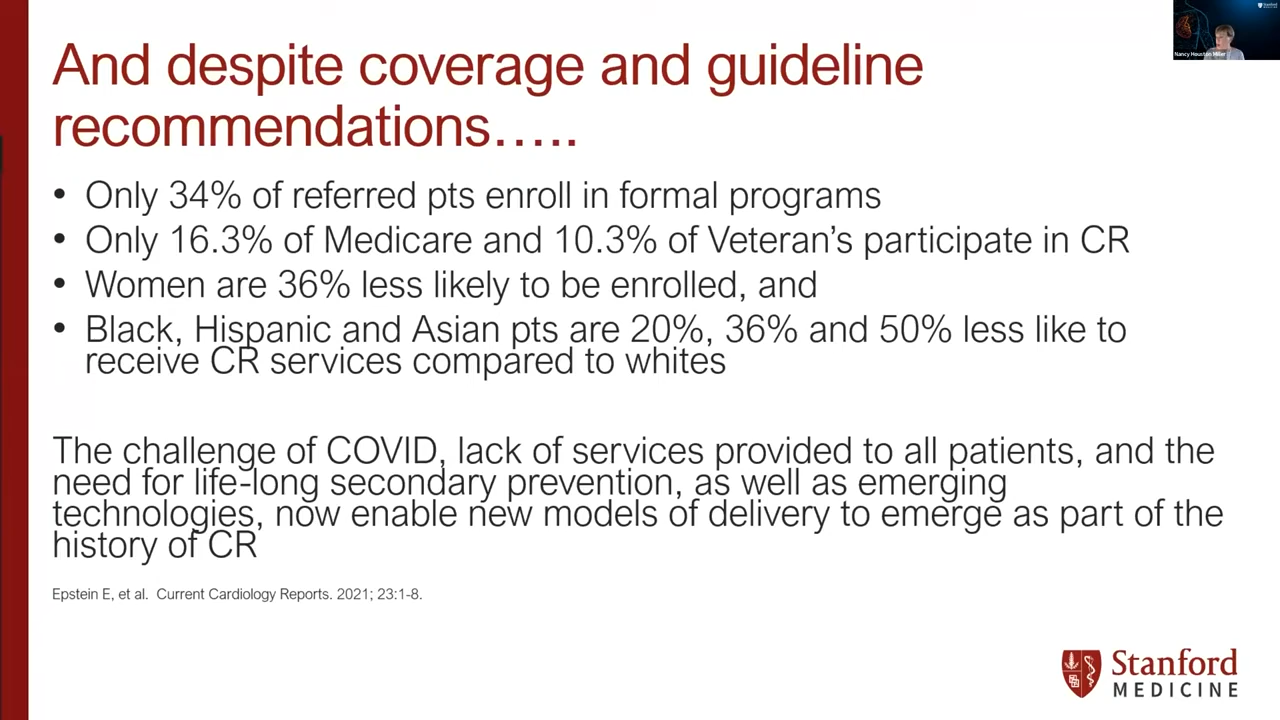 And despite coverage and guideline
recommendations…..
• Only 34% of referred pts enroll in formal programs
• Only 16.3% of Medicare and 10.3% of Veteran's participate in CR
• Women are 36% less likely to be enrolled, and
• Black, Hispanic and Asian pts are 20%, 36% and 50% less like to
receive CR services compared to whites
The challenge of COVID, lack of services provided to all patients, and the
need for life-long secondary prevention, as well as emerging
technologies, now enable new models of delivery to emerge as part of the
history of CR
Epstein E, et al. Current Cardiology Reports. 2021; 23:1-8.
Stanford
MEDICINE
Nancy Houston Miller
Stanford